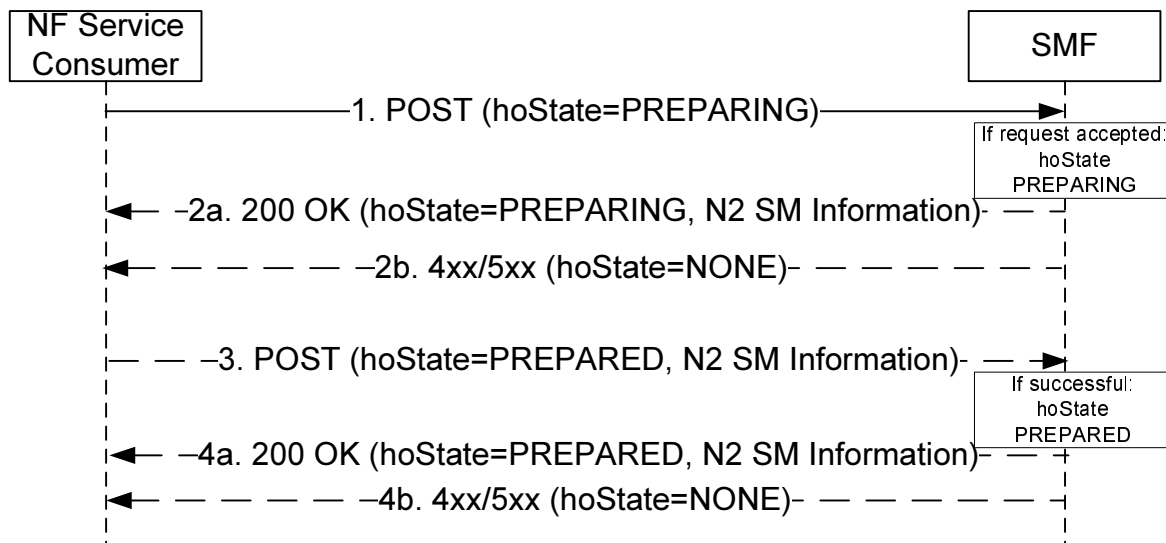 NF Service
Consumer
SMF
1. POST (hoState=PREPARING)
If request accepted:
hoState
PREPARING
2a. 200 OK (hoState=PREPARING, N2 SM Information)
2b. 4xx/5xx (hoState=NONE)
3. POST (hoState=PREPARED, N2 SM Information)
If successful:
hoState
PREPARED
4a. 200 OK (hoState=PREPARED, N2 SM Information)
4b. 4xx/5xx (hoState=NONE)